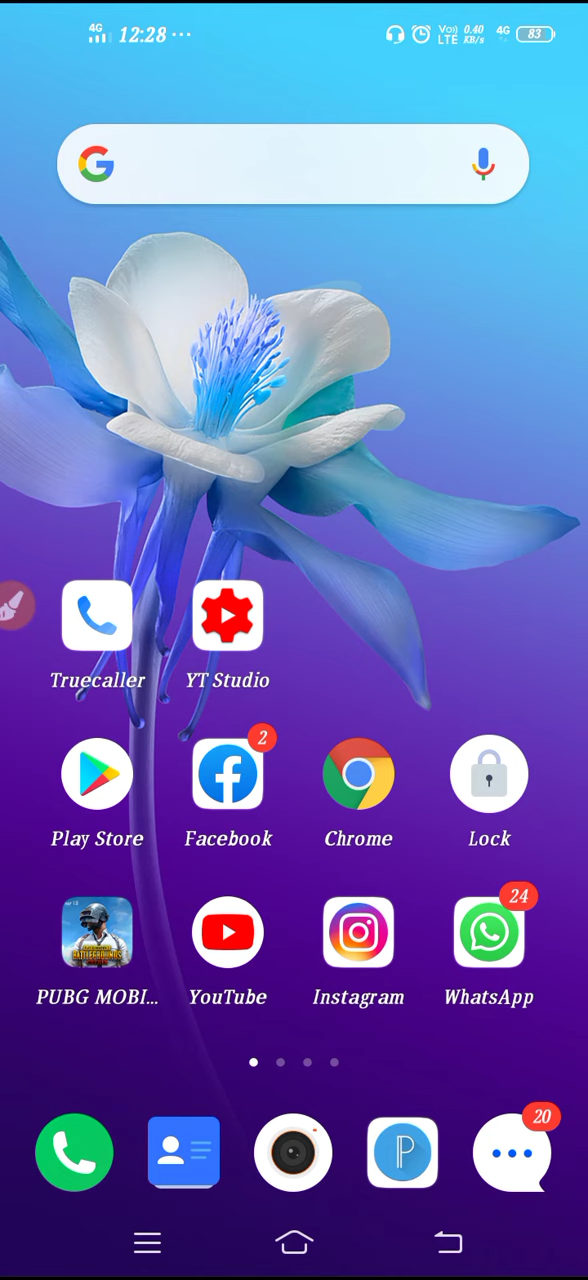 4G 12:28 ... Vo)) LTE 0.40 KB/s 4G 83
G
Truecaller YT Studio
2
Play Store Facebook Chrome Lock
24
PUBG MOBI... YouTube Instagram WhatsApp
20